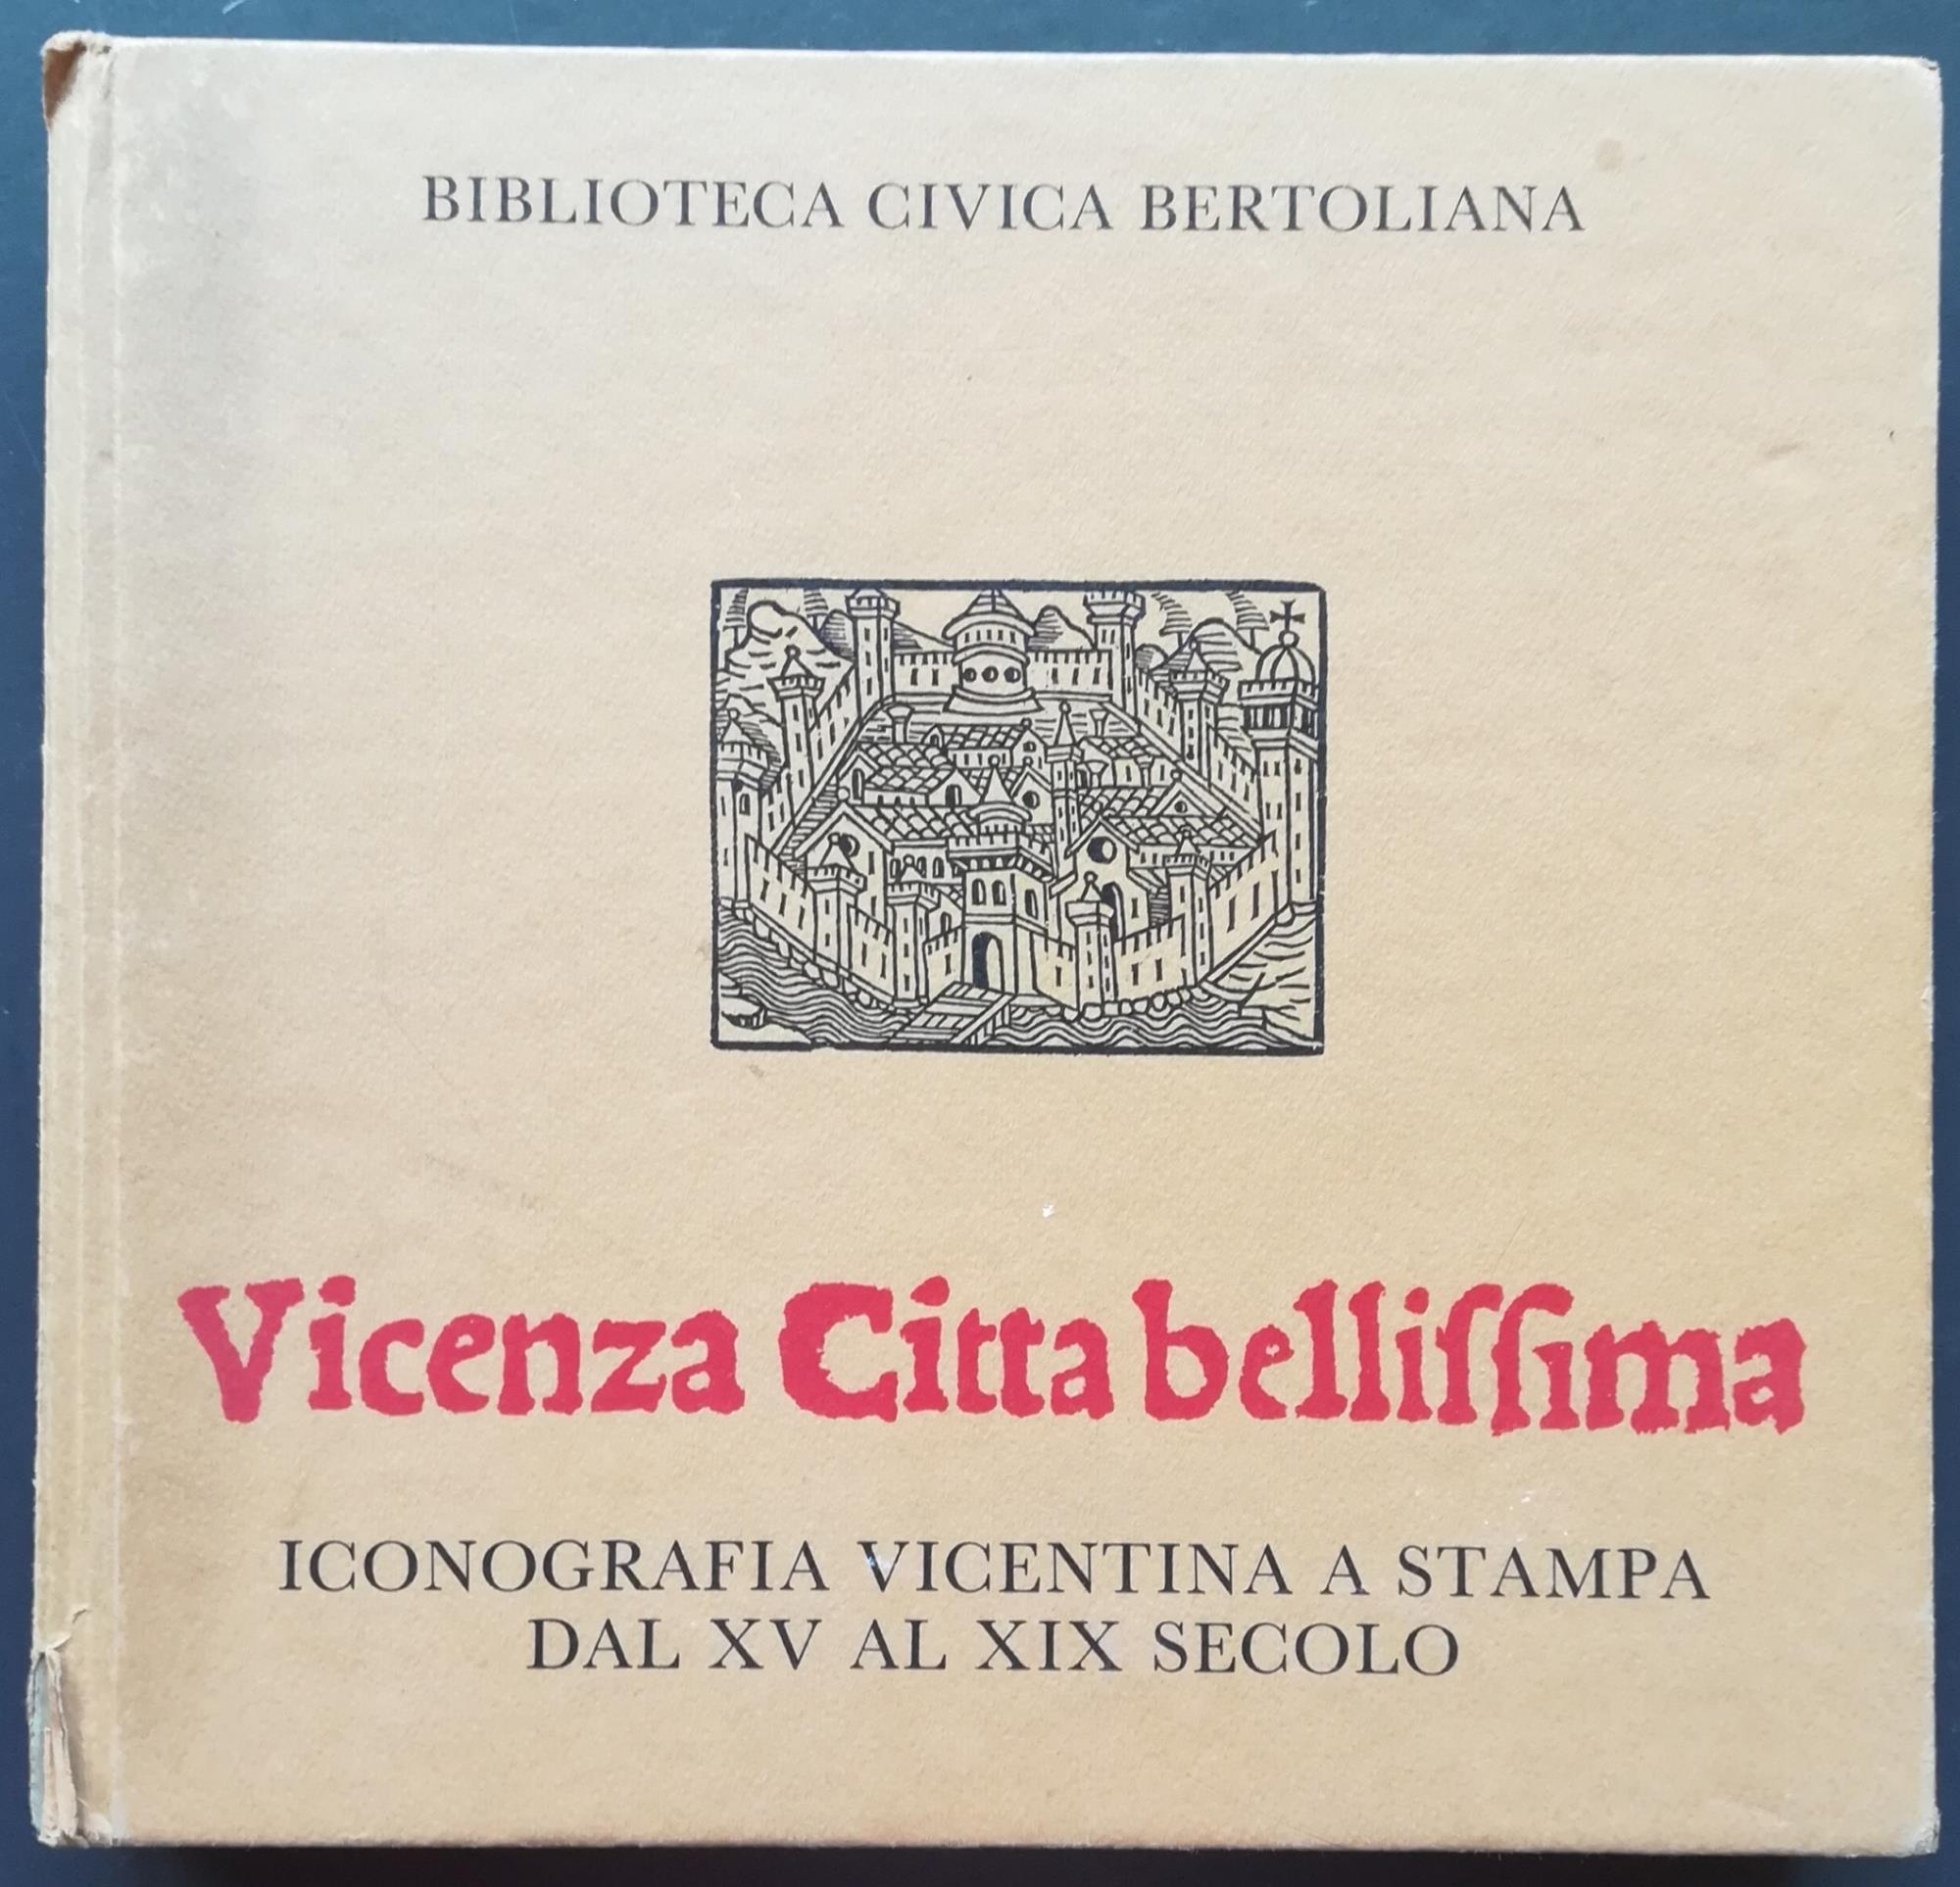 BIBLIOTECA CIVICA BERTOLIANA
Vicenza Citta belliſſima
ICONOGRAFIA VICENTINA A STAMPA
DAL XV AL XIX SECOLO